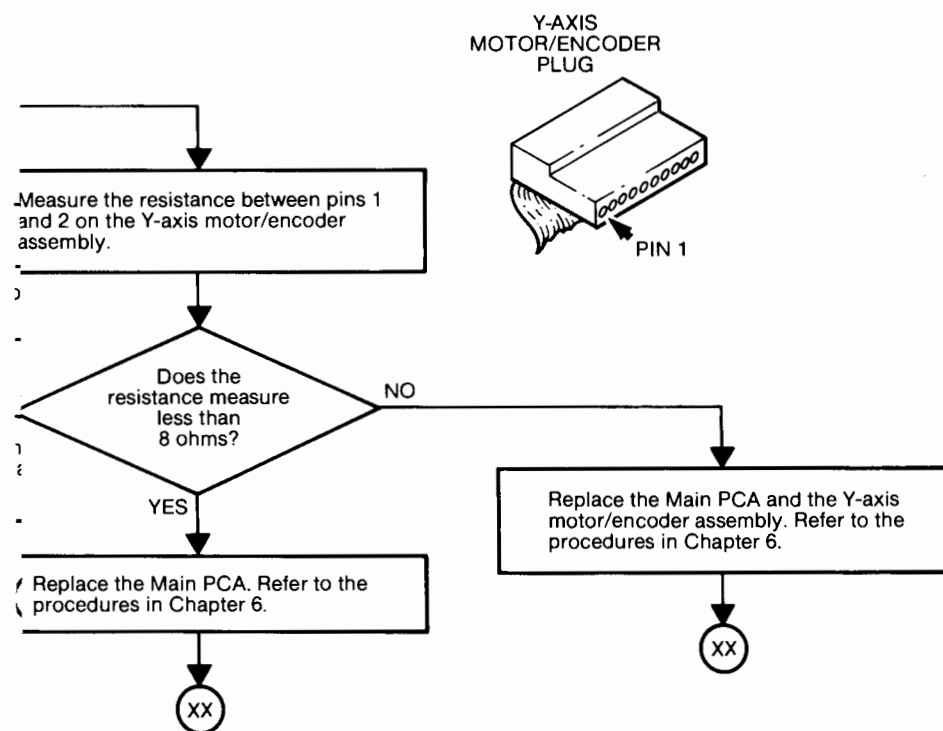 Y-AXIS
MOTOR/ENCODER
PLUG
PIN 1
Measure the resistance between pins 1
and 2 on the Y-axis motor/encoder
assembly.
Does the
resistance measure
less than
8 ohms?
NO
YES
Replace the Main PCA and the Y-axis
motor/encoder assembly. Refer to the
procedures in Chapter 6.
XX
Replace the Main PCA. Refer to the
procedures in Chapter 6.
XX